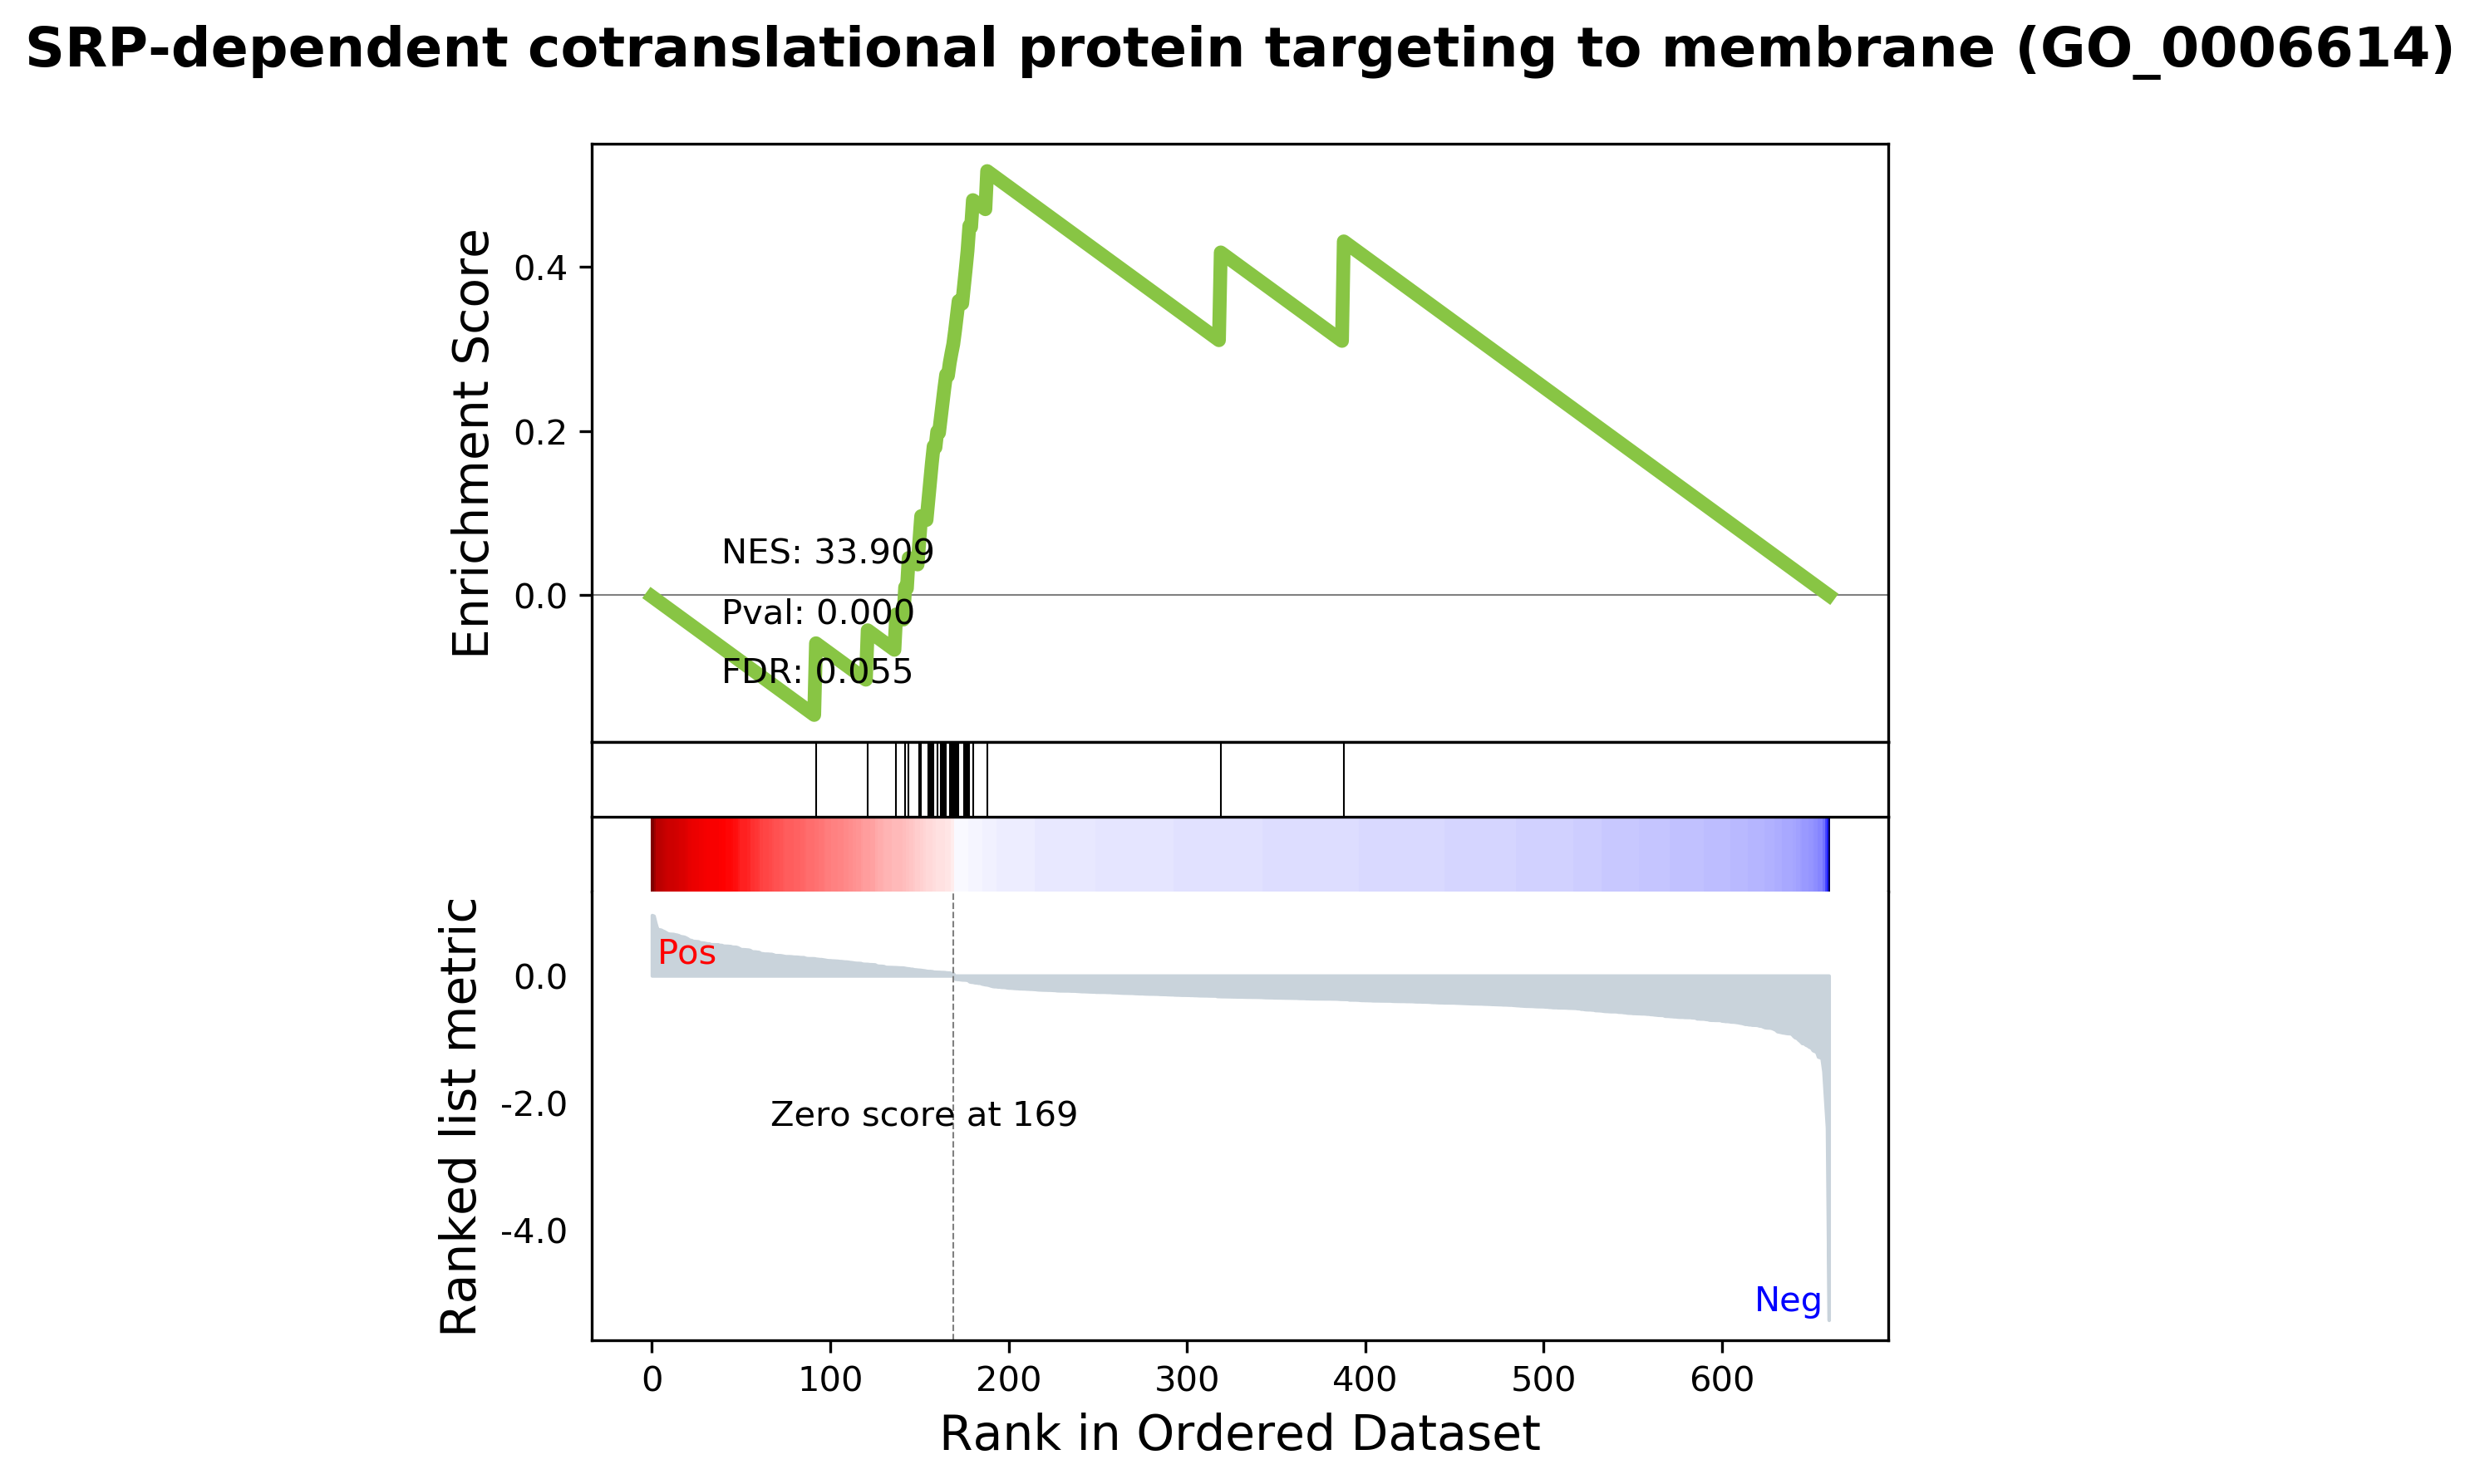 SRP-dependent cotranslational protein targeting to membrane (GO_0006614)
Enrichment Score
0.4
0.2
0.0
NES: 33.909
Pval: 0.000
FDR: 0.055
Ranked list metric
0.0
-2.0
-4.0
Pos
Zero score at 169
Neg
0 100 200 300 400 500 600
Rank in Ordered Dataset